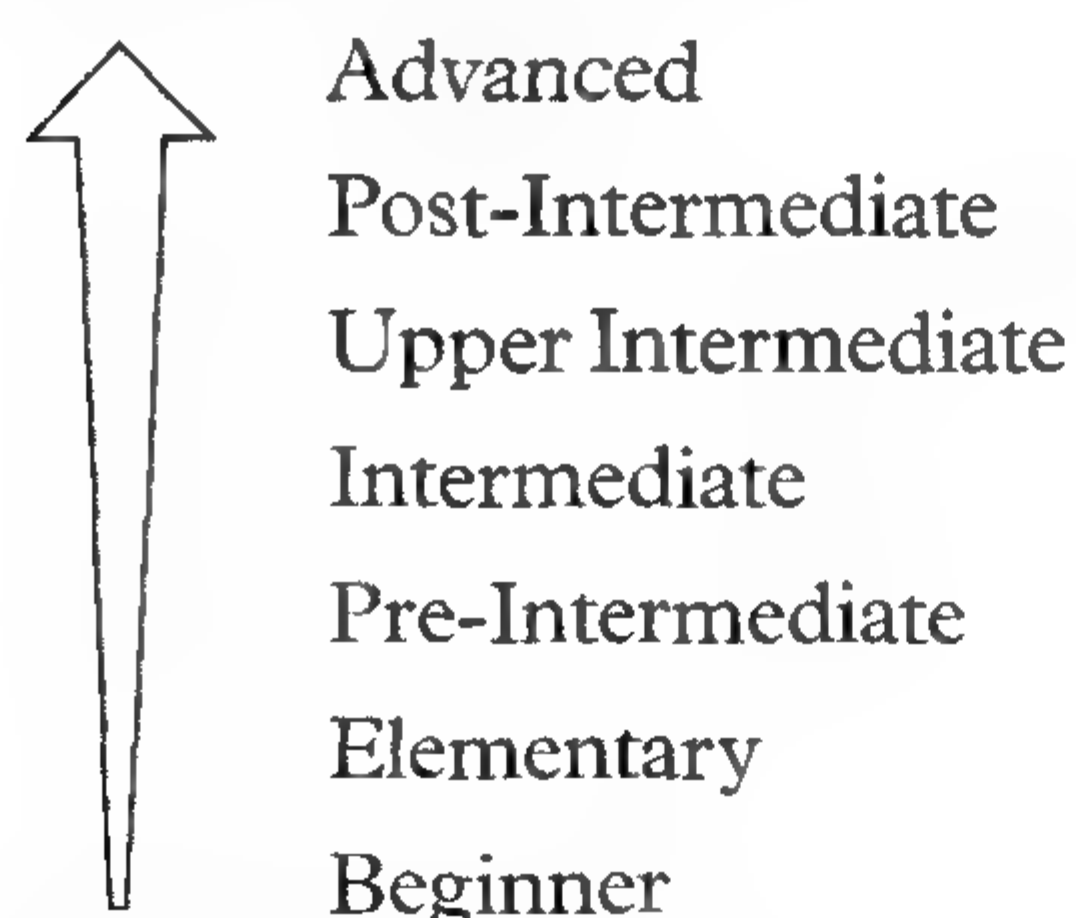 Advanced
Post-Intermediate
Upper Intermediate
Intermediate
Pre-Intermediate
Elementary
Beginner